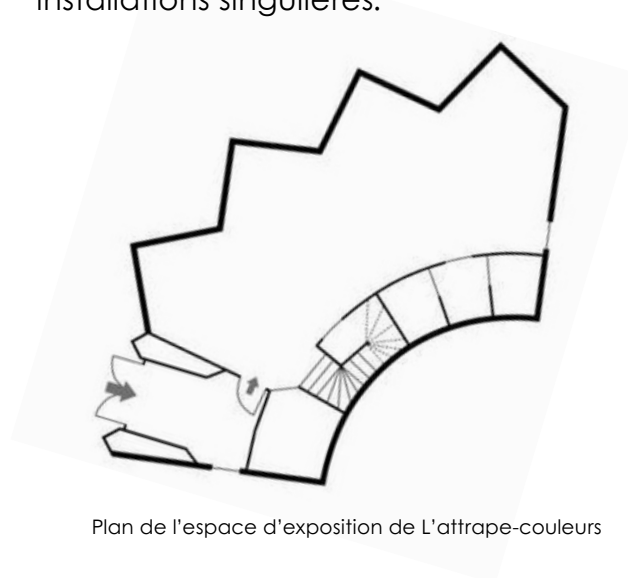 installations singulières.
Plan de l'espace d'exposition de L'attrape-couleurs